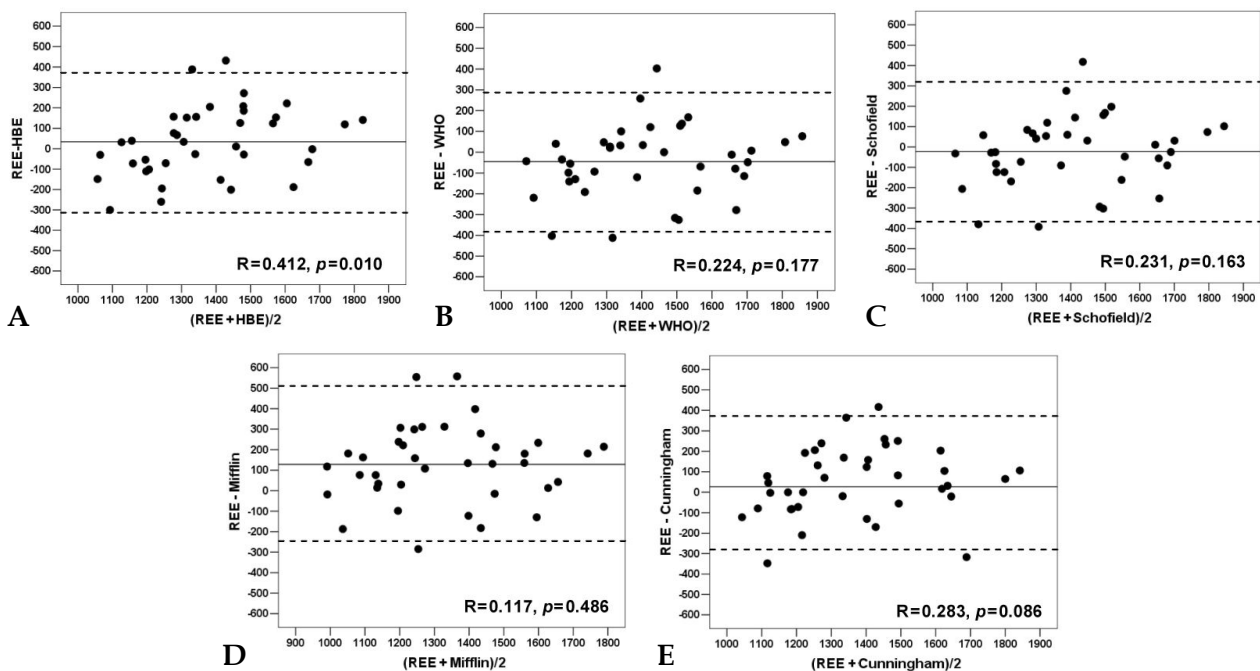 600
500
400
300
200
100
0
-100
-200
-300
-400
-500
-600
REE-HBE
R=0.412, p=0.010
1000 1100 1200 1300 1400 1500 1600 1700 1800 1900
(REE+HBE)/2
A
600
500
400
300
200
100
0
-100
-200
-300
-400
-500
-600
REE - WHO
R=0.224, p=0.177
1000 1100 1200 1300 1400 1500 1600 1700 1800 1900
(REE+WHO)/2
B
600
500
400
300
200
100
0
-100
-200
-300
-400
-500
-600
REE - Schofield
R=0.231, p=0.163
1000 1100 1200 1300 1400 1500 1600 1700 1800 1900
(REE+Schofield)/2
C
600
500
400
300
200
100
0
-100
-200
-300
-400
-500
-600
REE - Mifflin
R=0.117, p=0.486
900 1000 1100 1200 1300 1400 1500 1600 1700 1800
(REE+Mifflin)/2
D
600
500
400
300
200
100
0
-100
-200
-300
-400
-500
-600
REE - Cunningham
R=0.283, p=0.086
1000 1100 1200 1300 1400 1500 1600 1700 1800 1900
(REE+Cunningham)/2
E